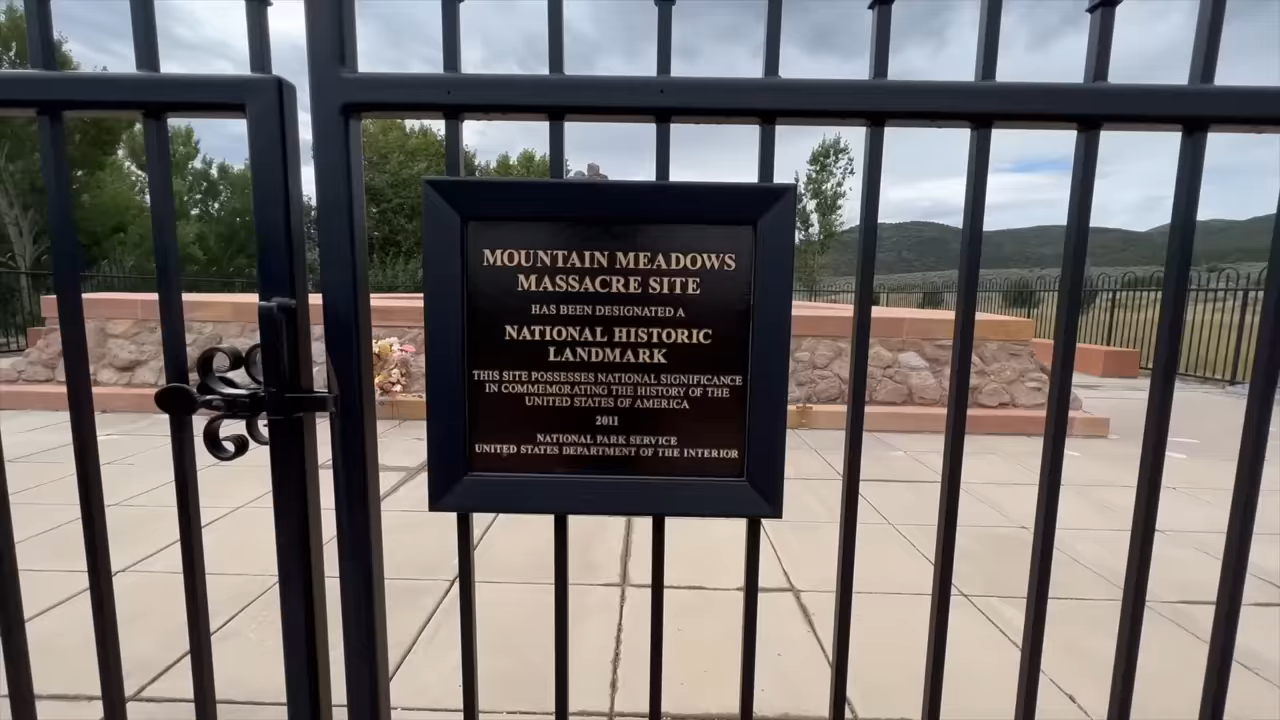 MOUNTAIN MEADOWS
MASSACRE SITE
HAS BEEN DESIGNATED A
NATIONAL HISTORIC
LANDMARK
THIS SITE POSSESSES NATIONAL SIGNIFICANCE
IN COMMEMORATING THE HISTORY OF THE
UNITED STATES OF AMERICA
2011
NATIONAL PARK SERVICE
UNITED STATES DEPARTMENT OF THE INTERIOR